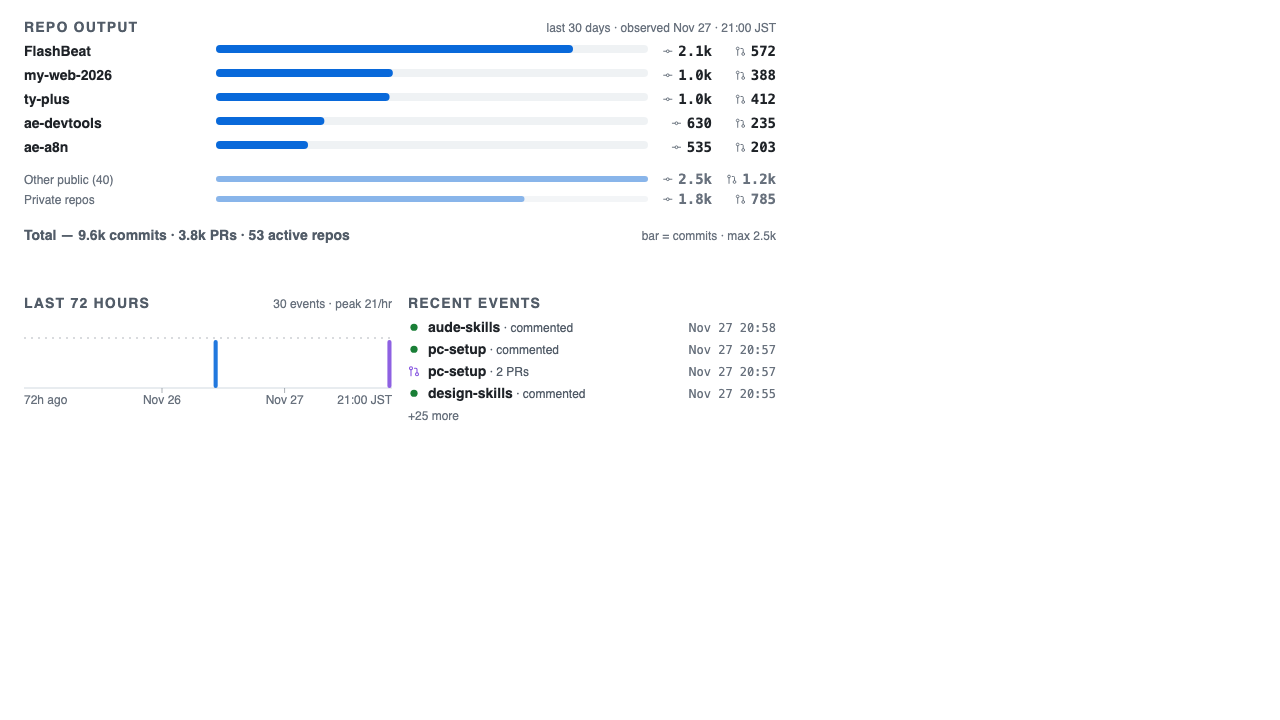 REPO OUTPUT last 30 days · observed Nov 27 · 21:00 JST
FlashBeat 2.1k 572
my-web-2026 1.0k 388
ty-plus 1.0k 412
ae-devtools 630 235
ae-a8n 535 203
Other public (40) 2.5k 1.2k
Private repos 1.8k 785
Total — 9.6k commits · 3.8k PRs · 53 active repos bar = commits · max 2.5k
LAST 72 HOURS 30 events · peak 21/hr
72h ago Nov 26 Nov 27 21:00 JST
RECENT EVENTS
aude-skills · commented Nov 27 20:58
pc-setup · commented Nov 27 20:57
pc-setup · 2 PRs Nov 27 20:57
design-skills · commented Nov 27 20:55
+25 more